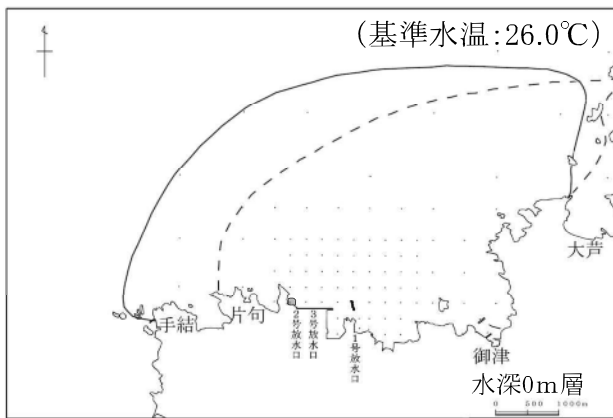 （基準水温：26.0℃）
大芦
手結
片句
2号放水口
3号放水口
1号放水口
御津
水深0m層
0 500 1000m